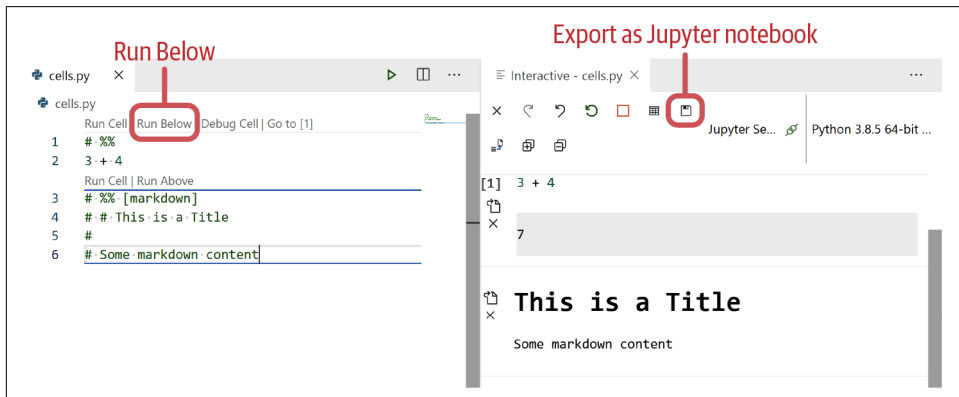 Run Below
Export as Jupyter notebook
cells.py ×
cells.py
Run Cell | Run Below | Debug Cell | Go to [1]
1 # %%
2 3 + 4
Run Cell | Run Above
3 # %% [markdown]
4 # # This is a Title
5 #
6 # Some markdown content
Interactive - cells.py ×
Jupyter Se...
Python 3.8.5 64-bit ...
[1] 3 + 4
7
This is a Title
Some markdown content